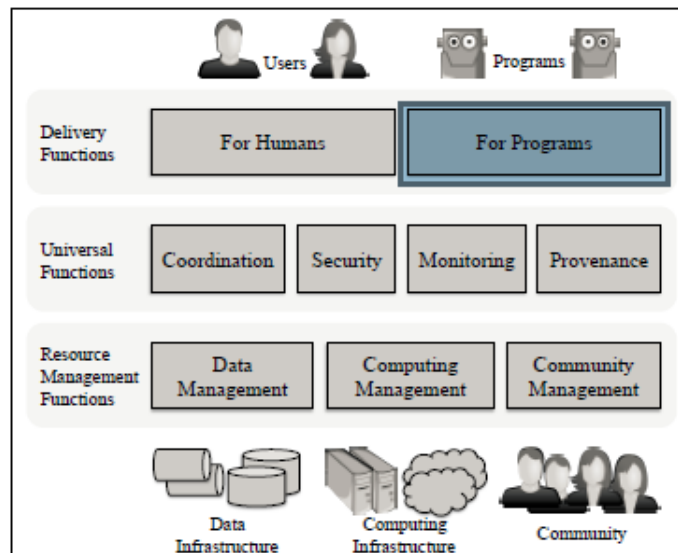 Users
Programs
Delivery
Functions
For Humans
For Programs
Universal
Functions
Coordination
Security
Monitoring
Provenance
Resource
Management
Functions
Data
Management
Computing
Management
Community
Management
Data
Infrastructure
Computing
Infrastructure
Community